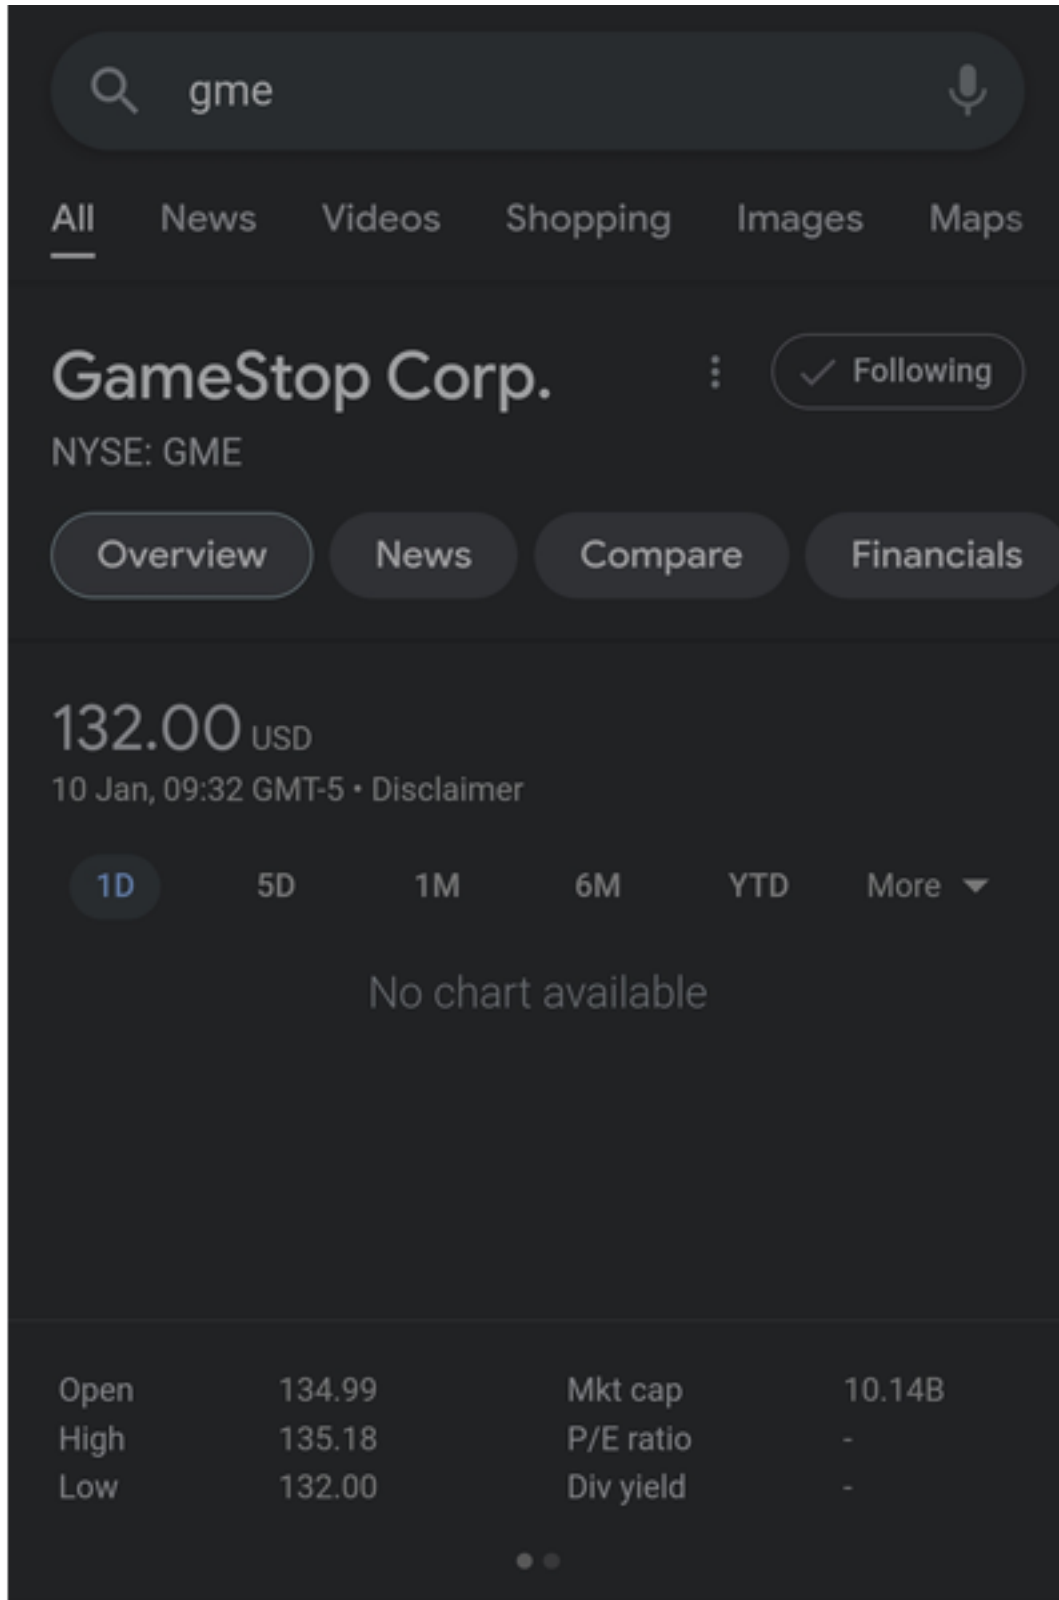 gme
All News Videos Shopping Images Maps
GameStop Corp. Following
NYSE: GME
Overview News Compare Financials
132.00 USD
10 Jan, 09:32 GMT-5 • Disclaimer
1D 5D 1M 6M YTD More
No chart available
Open 134.99 Mkt cap 10.14B
High 135.18 P/E ratio -
Low 132.00 Div yield -